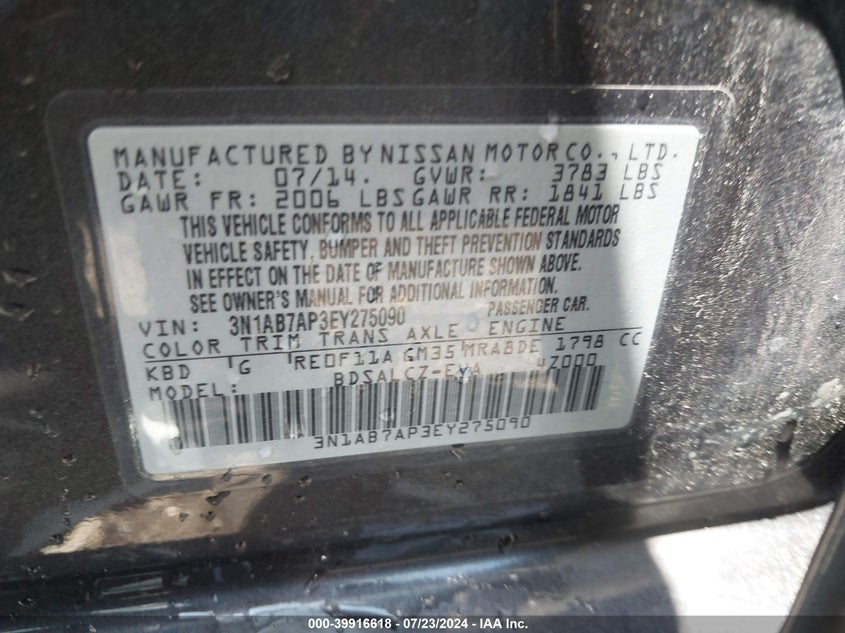 MANUFACTURED BY NISSAN MOTOR CO., LTD.
DATE: 07/14. GVWR: 3783 LBS
GAWR FR: 2006 LBS GAWR RR: 1841 LBS
THIS VEHICLE CONFORMS TO ALL APPLICABLE FEDERAL MOTOR
VEHICLE SAFETY, BUMPER AND THEFT PREVENTION STANDARDS
IN EFFECT ON THE DATE OF MANUFACTURE SHOWN ABOVE.
SEE OWNER'S MANUAL FOR ADDITIONAL INFORMATION.
VIN: 3N1AB7AP3EY275090 PASSENGER CAR.
COLOR TRIM TRANS AXLE ENGINE
KBD G RE0F11A GM35 MRA8DE 1798 CC
MODEL: BDSALCZ-EYA 4Z000
3N1AB7AP3EY275090
000-39916618 - 07/23/2024 - IAAI.com